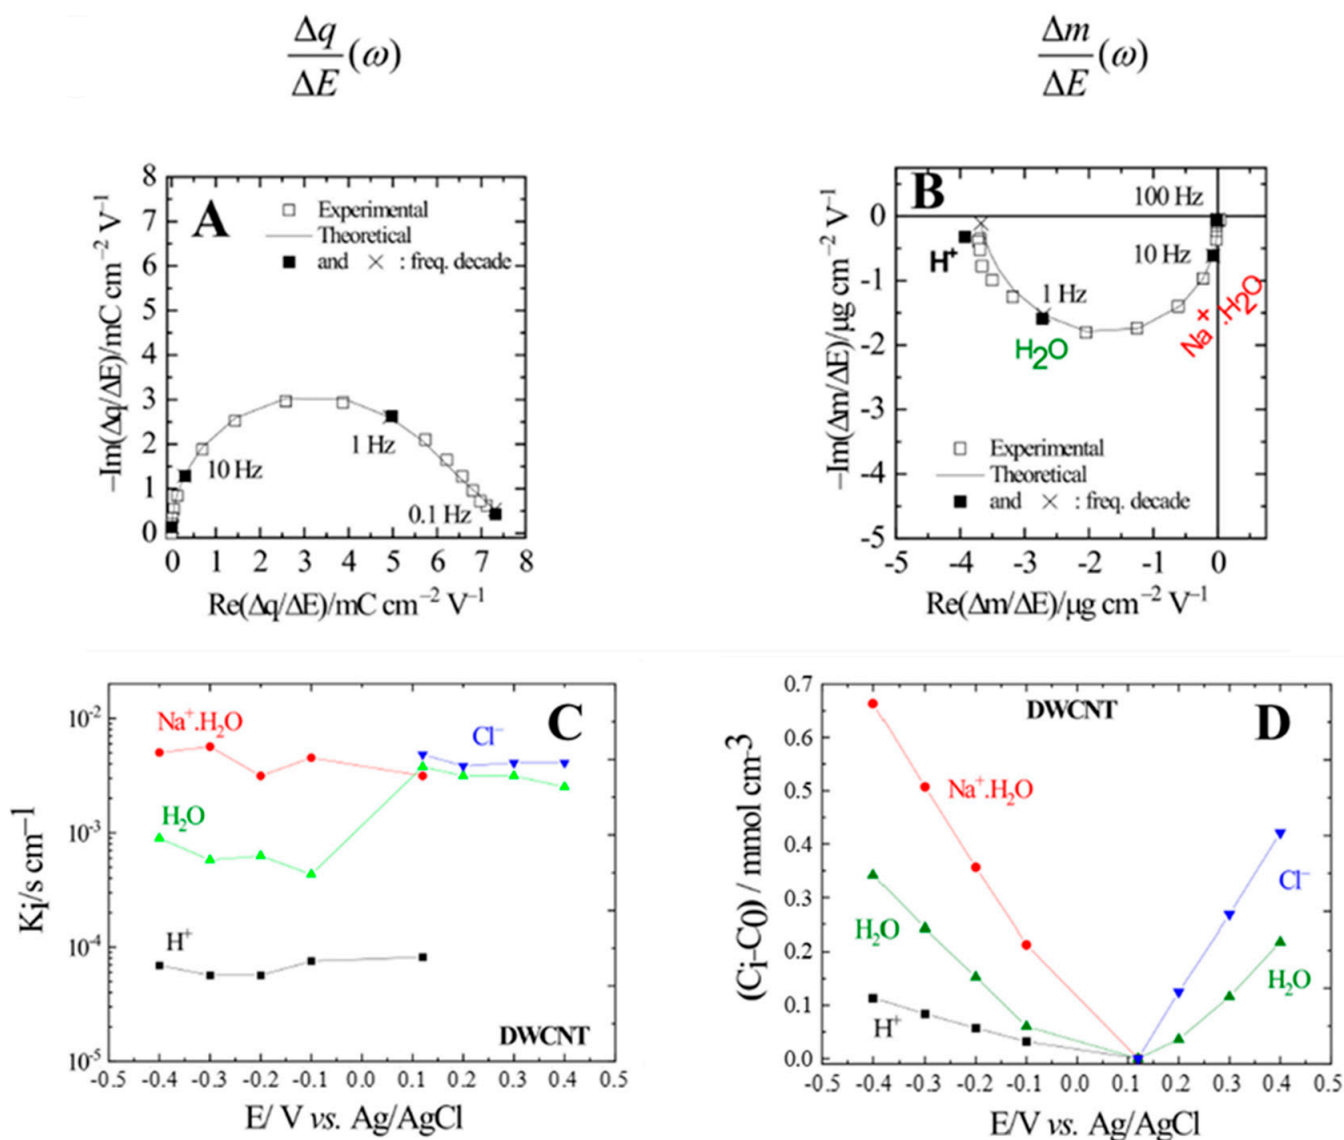 Δq/ΔE(ω)
Δm/ΔE(ω)
A
Experimental
Theoretical
and × : freq. decade
8
7
6
5
4
3
2
1
0
10 Hz
1 Hz
0.1 Hz
0 1 2 3 4 5 6 7 8
–Im(Δq/ΔE)/mC cm–2 V–1
Re(Δq/ΔE)/mC cm–2 V–1
B
100 Hz
10 Hz
1 Hz
H+
H2O
Na+.H2O
Experimental
Theoretical
and × : freq. decade
0
-1
-2
-3
-4
-5
-5 -4 -3 -2 -1 0
–Im(Δm/ΔE)/μg cm–2 V–1
Re(Δm/ΔE)/μg cm–2 V–1
C
Na+.H2O
Cl–
H2O
H+
DWCNT
10-2
10-3
10-4
10-5
-0.5 -0.4 -0.3 -0.2 -0.1 0.0 0.1 0.2 0.3 0.4 0.5
Ki/s cm–1
E/ V vs. Ag/AgCl
DWCNT
D
Na+.H2O
Cl–
H2O
H2O
H+
0.7
0.6
0.5
0.4
0.3
0.2
0.1
0.0
-0.5 -0.4 -0.3 -0.2 -0.1 0.0 0.1 0.2 0.3 0.4 0.5
(Ci-C0) / mmol cm-3
E/V vs. Ag/AgCl